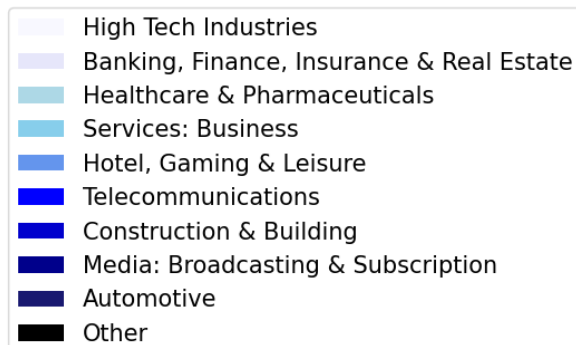 High Tech Industries
Banking, Finance, Insurance & Real Estate
Healthcare & Pharmaceuticals
Services: Business
Hotel, Gaming & Leisure
Telecommunications
Construction & Building
Media: Broadcasting & Subscription
Automotive
Other